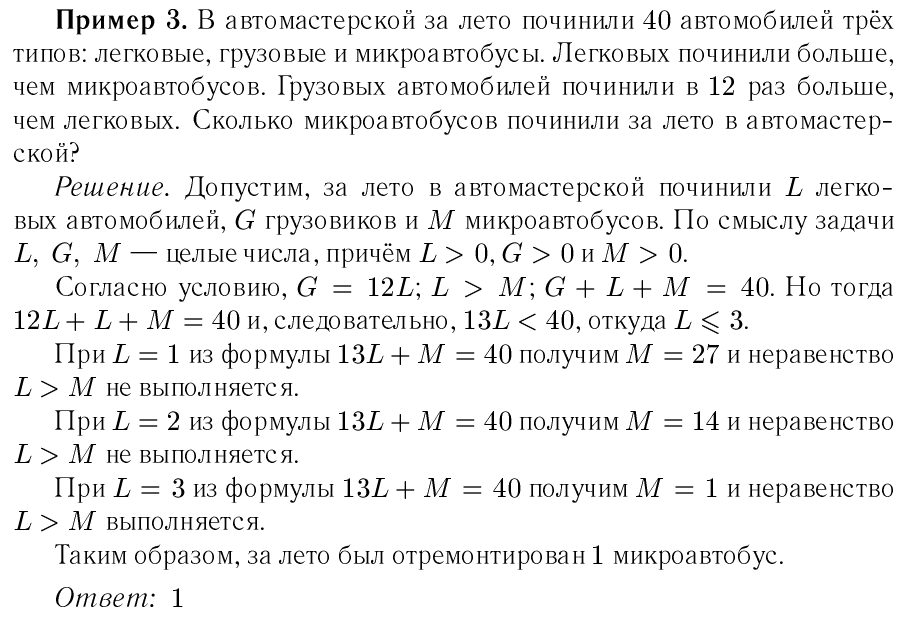 Пример 3. В автомастерской за лето починили 40 автомобилей трёх
типов: легковые, грузовые и микроавтобусы. Легковых починили больше,
чем микроавтобусов. Грузовых автомобилей починили в 12 раз больше,
чем легковых. Сколько микроавтобусов починили за лето в автомастер-
ской?
Решение. Допустим, за лето в автомастерской починили L легко-
вых автомобилей, G грузовиков и M микроавтобусов. По смыслу задачи
L, G, M — целые числа, причём L > 0, G > 0 и M > 0.
Согласно условию, G = 12L; L > M; G + L + M = 40. Но тогда
12L + L + M = 40 и, следовательно, 13L < 40, откуда L ⩽ 3.
При L = 1 из формулы 13L + M = 40 получим M = 27 и неравенство
L > M не выполняется.
При L = 2 из формулы 13L + M = 40 получим M = 14 и неравенство
L > M не выполняется.
При L = 3 из формулы 13L + M = 40 получим M = 1 и неравенство
L > M выполняется.
Таким образом, за лето был отремонтирован 1 микроавтобус.
Ответ: 1